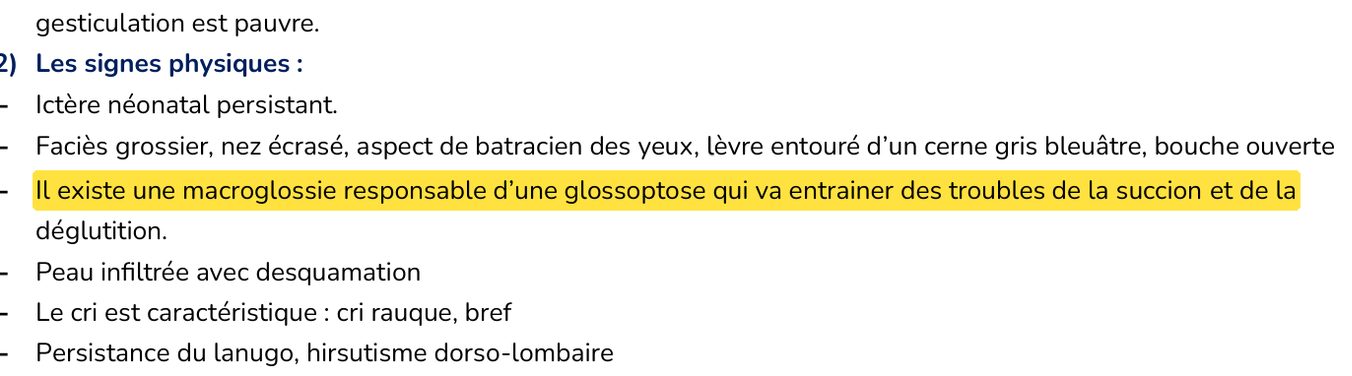 gesticulation est pauvre.
2) Les signes physiques :
- Ictère néonatal persistant.
- Faciès grossier, nez écrasé, aspect de batracien des yeux, lèvre entouré d’un cerne gris bleuâtre, bouche ouverte
- Il existe une macroglossie responsable d’une glossoptose qui va entrainer des troubles de la succion et de la
déglutition.
- Peau infiltrée avec desquamation
- Le cri est caractéristique : cri rauque, bref
- Persistance du lanugo, hirsutisme dorso-lombaire